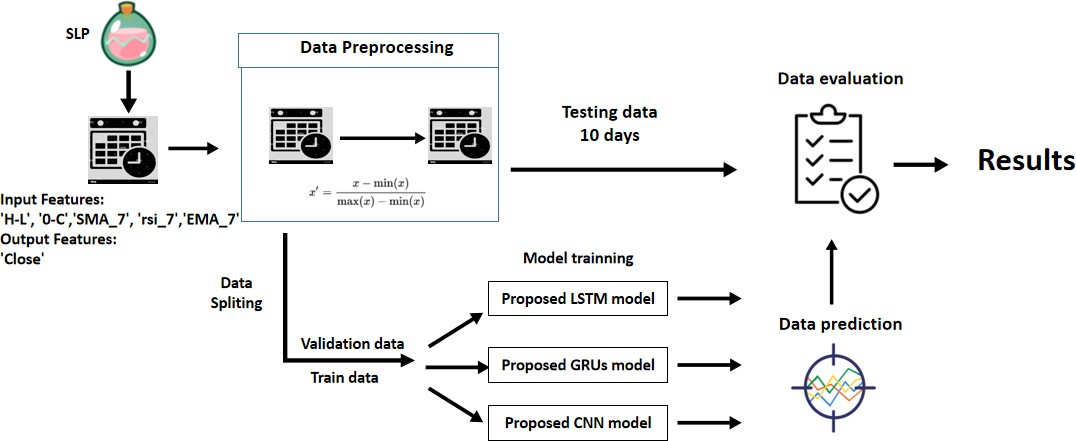 SLP
Data Preprocessing
x′ = x − min(x) / max(x) − min(x)
Input Features:
'H-L', '0-C','SMA_7', 'rsi_7','EMA_7'
Output Features:
'Close'
Testing data
10 days
Data evaluation
Results
Data
Spliting
Validation data
Train data
Model trainning
Proposed LSTM model
Proposed GRUs model
Proposed CNN model
Data prediction